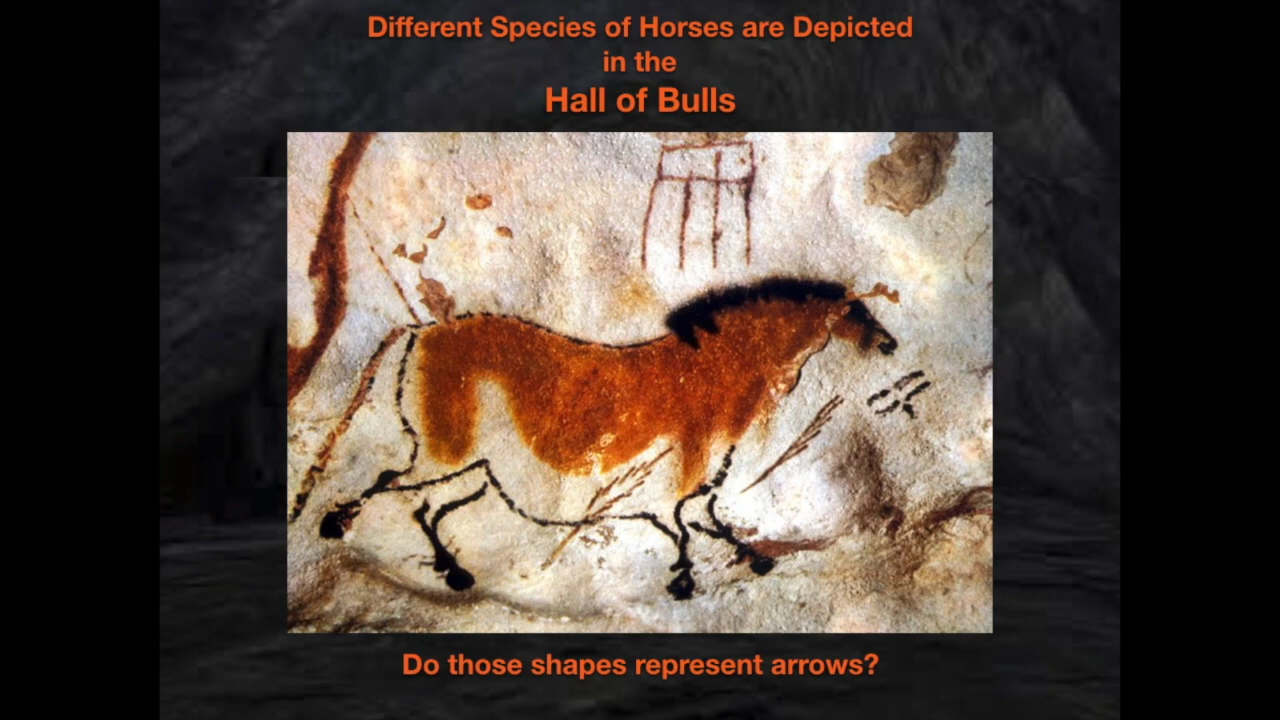 Different Species of Horses are Depicted
in the
Hall of Bulls
Do those shapes represent arrows?